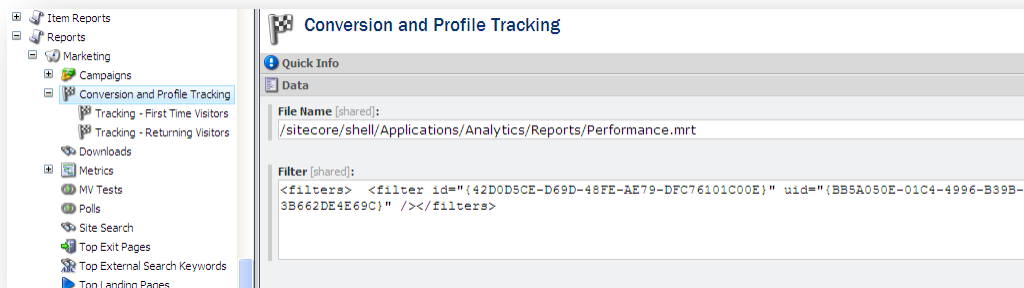 Item Reports
Reports
Marketing
Campaigns
Conversion and Profile Tracking
Tracking - First Time Visitors
Tracking - Returning Visitors
Downloads
Metrics
MV Tests
Polls
Site Search
Top Exit Pages
Top External Search Keywords
Top Landing Pages
Conversion and Profile Tracking
Quick Info
Data
File Name [shared]:
/sitecore/shell/Applications/Analytics/Reports/Performance.mrt
Filter [shared]:
<filters>  <filter id="{42D0D5CE-D69D-48FE-AE79-DFC76101C00E}" uid="{BB5A050E-01C4-4996-B39B-
3B662DE4E69C}" /></filters>